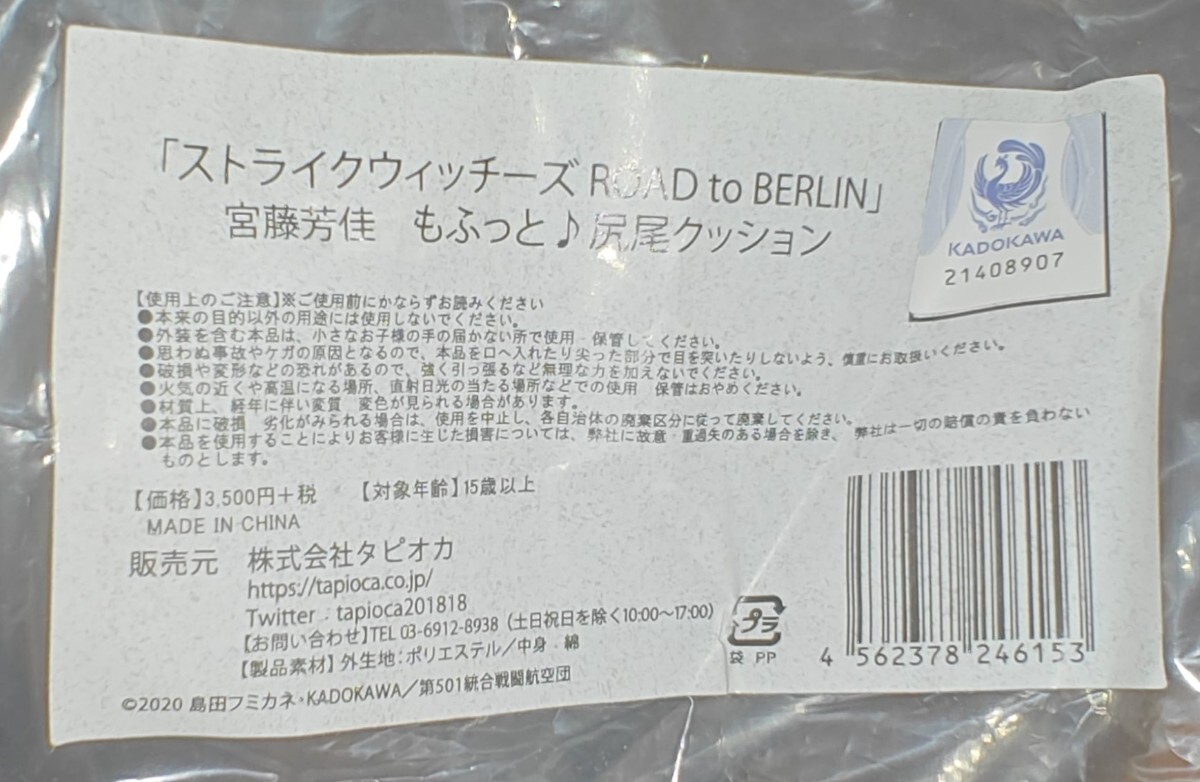 「ストライクウィッチーズ ROAD to BERLIN」
宮藤芳佳　もふっと♪尻尾クッション
KADOKAWA
21408907
【使用上のご注意】※ご使用前にかならずお読みください
●本来の目的以外の用途には使用しないでください。
●外装を含む本品は、小さなお子様の手の届かない所で使用・保管してください。
●思わぬ事故やケガの原因となるので、本品を口へ入れたり尖った部分で目を突いたりしないよう、慎重にお取扱いください。
●破損や変形などの恐れがあるので、強く引っ張るなど無理な力を加えないでください。
●火気の近くや高温になる場所、直射日光の当たる場所などでの使用・保管はおやめください。
●材質上、経年に伴い変質・変色が見られる場合があります。
●本品に破損・劣化がみられる場合は、使用を中止し、各自治体の廃棄区分に従って廃棄してください。
●本品を使用することによりお客様に生じた損害については、弊社に故意・重過失のある場合を除き、弊社は一切の賠償の責を負わない
ものとします。
【価格】3,500円+税　【対象年齢】15歳以上
MADE IN CHINA
販売元　株式会社タピオカ
https://tapioca.co.jp/
Twitter：tapioca201818
【お問い合わせ】TEL 03-6912-8938（土日祝日を除く10:00～17:00）
【製品素材】外生地：ポリエステル／中身：綿
©2020 島田フミカネ・KADOKAWA／第501統合戦闘航空団
プラ
袋 PP
4 562378 246153